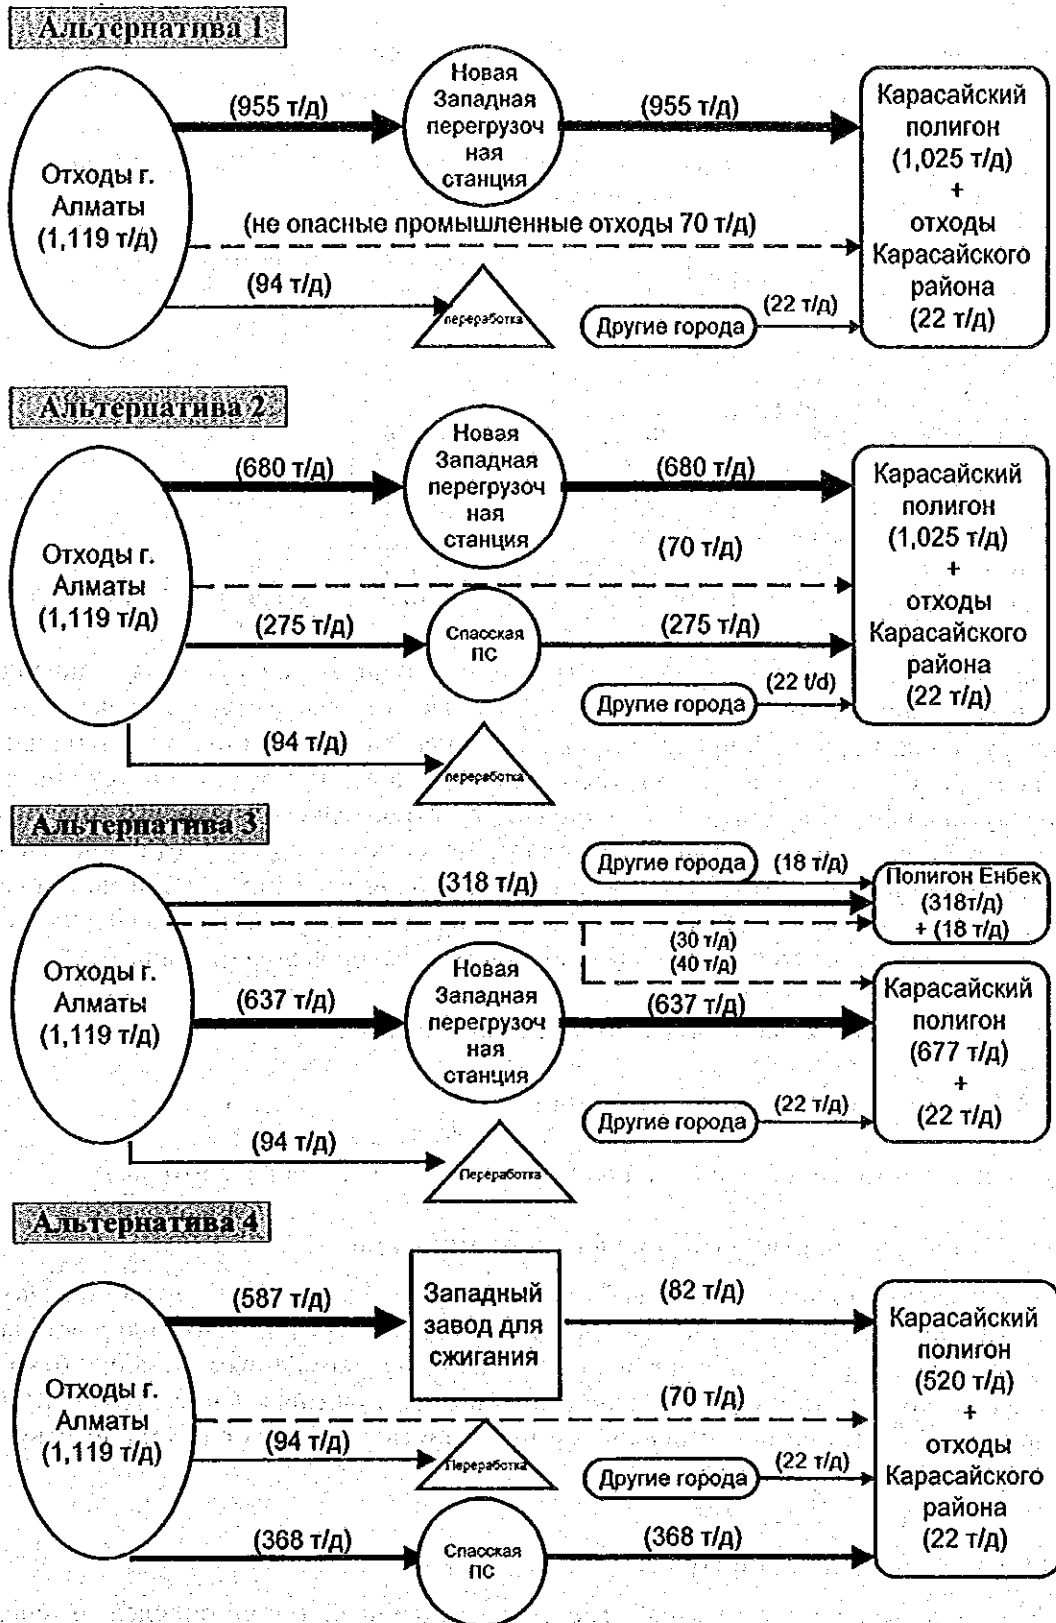 Альтернатива 1
Отходы г.
Алматы
(1,119 т/д)
(955 т/д)
Новая
Западная
перегрузоч
ная
станция
(955 т/д)
(не опасные промышленные отходы 70 т/д)
(94 т/д)
переработка
Другие города
(22 т/д)
Карасайский
полигон
(1,025 т/д)
+
отходы
Карасайского
района
(22 т/д)
Альтернатива 2
Отходы г.
Алматы
(1,119 т/д)
(680 т/д)
Новая
Западная
перегрузоч
ная
станция
(680 т/д)
(70 т/д)
(275 т/д)
Спасская
ПС
(275 т/д)
Другие города
(22 t/d)
(94 т/д)
переработка
Карасайский
полигон
(1,025 т/д)
+
отходы
Карасайского
района
(22 т/д)
Альтернатива 3
Отходы г.
Алматы
(1,119 т/д)
(318 т/д)
Другие города
(18 т/д)
Полигон Енбек
(318т/д)
+ (18 т/д)
(30 т/д)
(40 т/д)
(637 т/д)
Новая
Западная
перегрузоч
ная
станция
(637 т/д)
Другие города
(22 т/д)
(94 т/д)
Переработка
Карасайский
полигон
(677 т/д)
+
(22 т/д)
Альтернатива 4
Отходы г.
Алматы
(1,119 т/д)
(587 т/д)
Западный
завод для
сжигания
(82 т/д)
(70 т/д)
(94 т/д)
Переработка
Другие города
(22 т/д)
(368 т/д)
Спасская
ПС
(368 т/д)
Карасайский
полигон
(520 т/д)
+
отходы
Карасайского
района
(22 т/д)